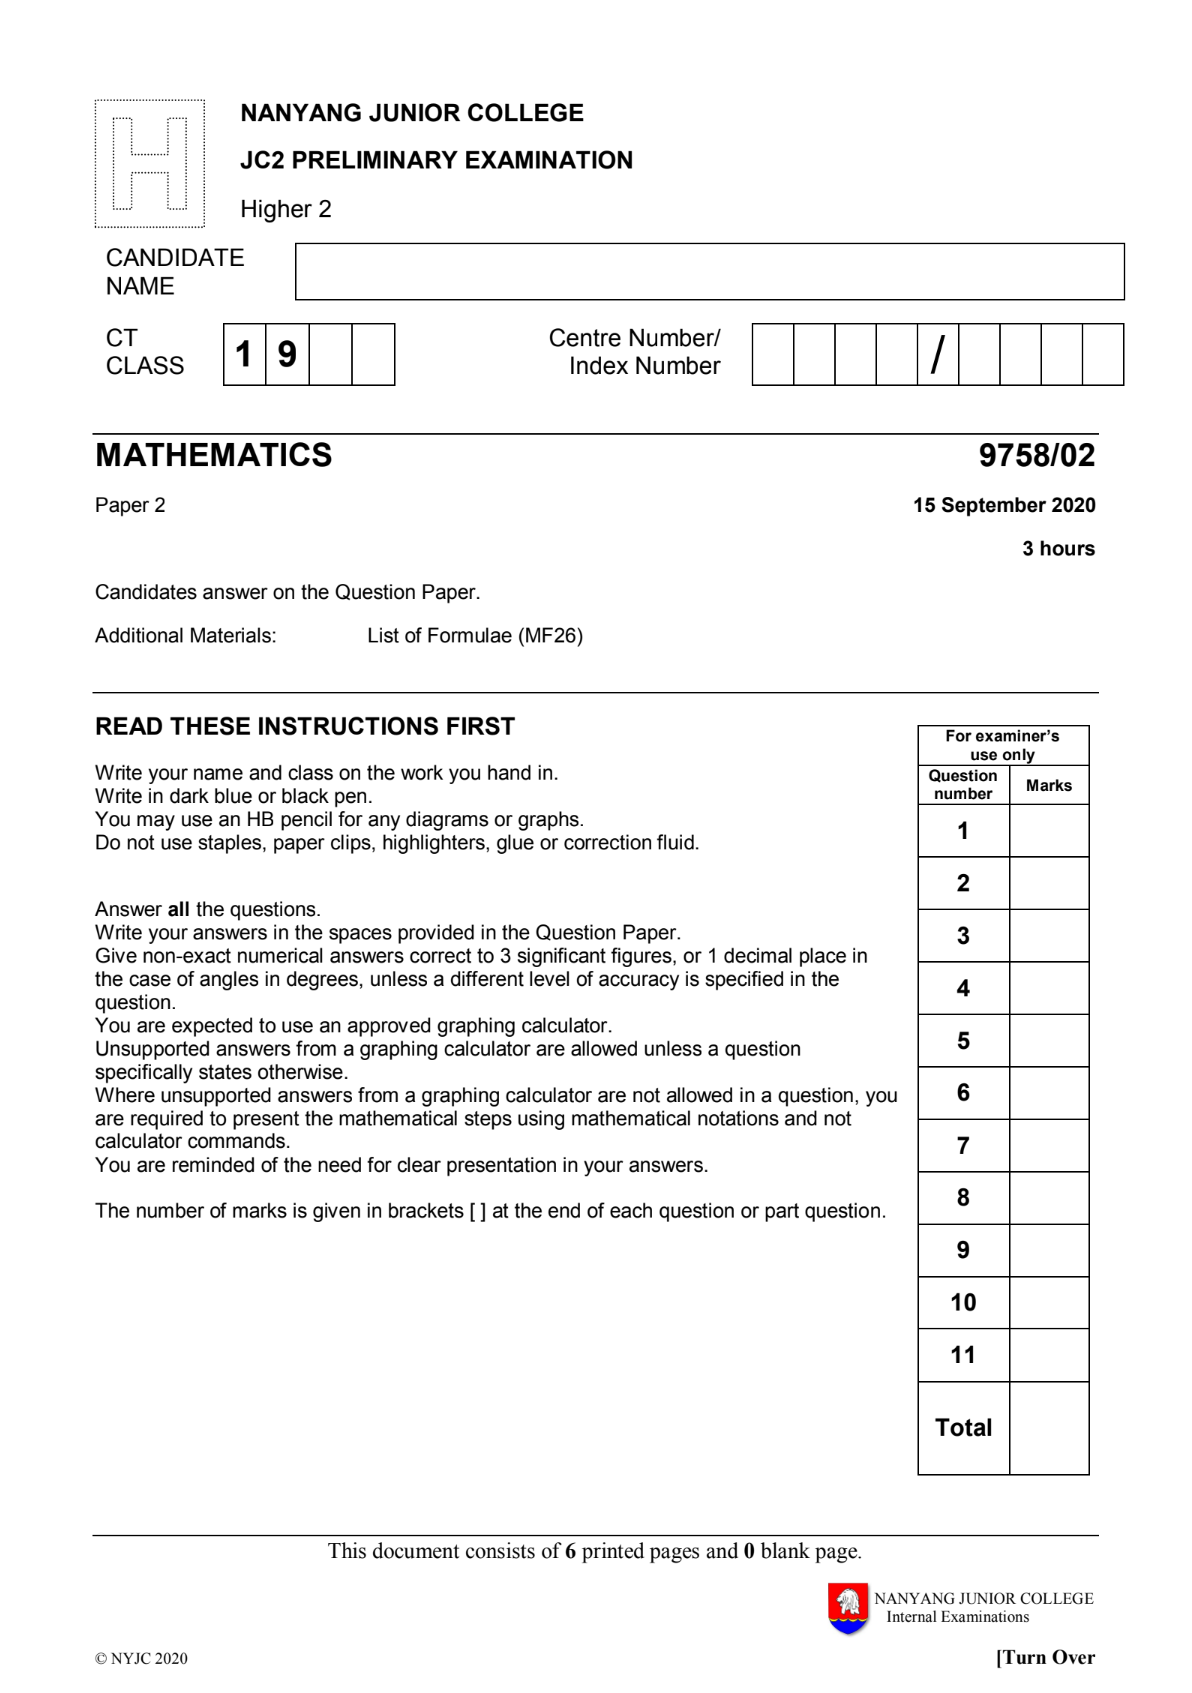 H
NANYANG JUNIOR COLLEGE
JC2 PRELIMINARY EXAMINATION
Higher 2
CANDIDATE
NAME
CT
CLASS
1 9
Centre Number/
Index Number
/
MATHEMATICS 9758/02
Paper 2 15 September 2020
3 hours
Candidates answer on the Question Paper.
Additional Materials: List of Formulae (MF26)
READ THESE INSTRUCTIONS FIRST
Write your name and class on the work you hand in.
Write in dark blue or black pen.
You may use an HB pencil for any diagrams or graphs.
Do not use staples, paper clips, highlighters, glue or correction fluid.
Answer all the questions.
Write your answers in the spaces provided in the Question Paper.
Give non-exact numerical answers correct to 3 significant figures, or 1 decimal place in
the case of angles in degrees, unless a different level of accuracy is specified in the
question.
You are expected to use an approved graphing calculator.
Unsupported answers from a graphing calculator are allowed unless a question
specifically states otherwise.
Where unsupported answers from a graphing calculator are not allowed in a question, you
are required to present the mathematical steps using mathematical notations and not
calculator commands.
You are reminded of the need for clear presentation in your answers.
The number of marks is given in brackets [ ] at the end of each question or part question.
For examiner's
use only
Question
number
Marks
1
2
3
4
5
6
7
8
9
10
11
Total
This document consists of 6 printed pages and 0 blank page.
NANYANG JUNIOR COLLEGE
Internal Examinations
© NYJC 2020 [Turn Over